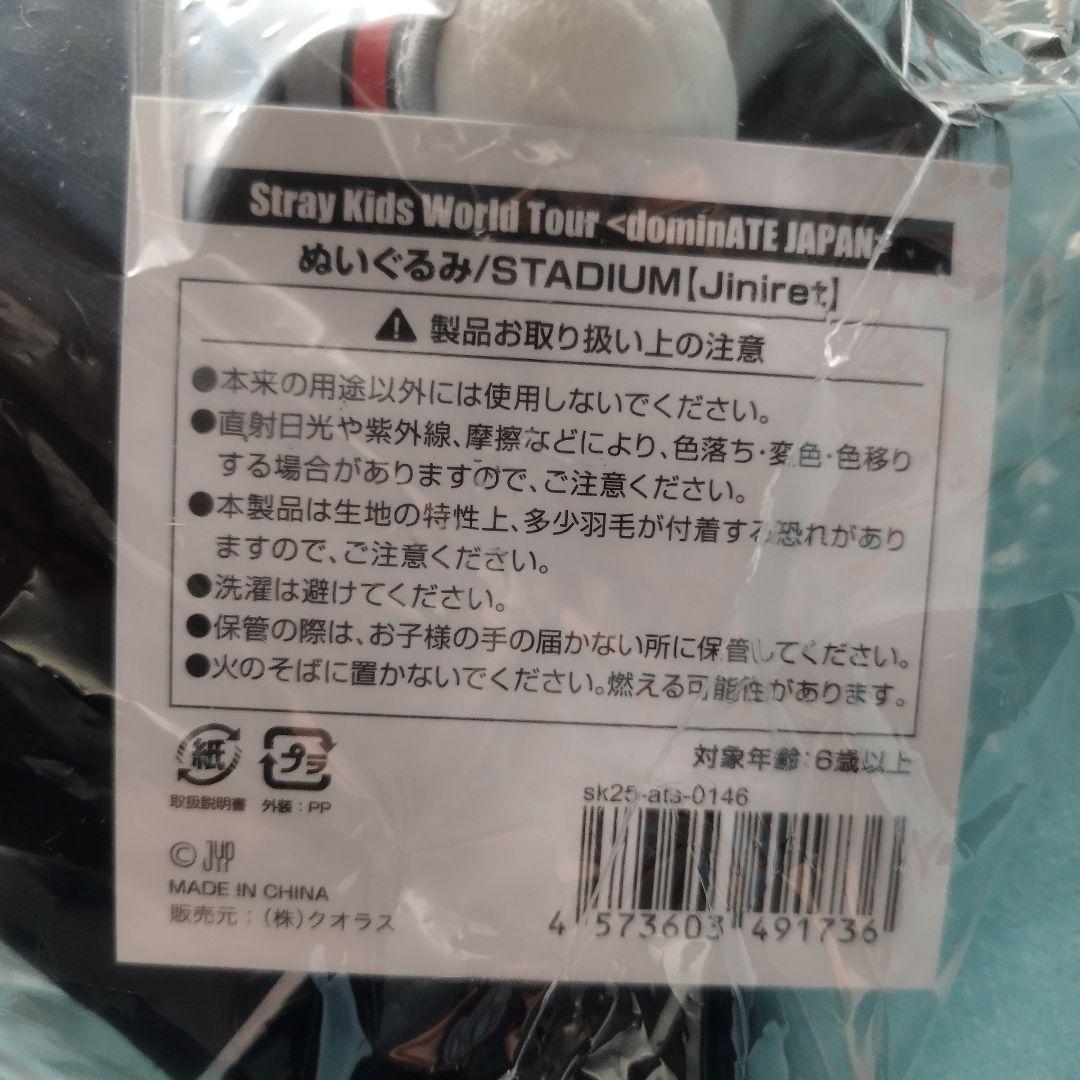 Stray Kids World Tour <dominATE JAPAN>
ぬいぐるみ/STADIUM【Jiniret】
製品お取り扱い上の注意
●本来の用途以外には使用しないでください。
●直射日光や紫外線、摩擦などにより、色落ち・変色・色移り
する場合がありますので、ご注意ください。
●本製品は生地の特性上、多少羽毛が付着する恐れがあり
ますので、ご注意ください。
●洗濯は避けてください。
●保管の際は、お子様の手の届かない所に保管してください。
●火のそばに置かないでください。燃える可能性があります。
紙
プラ
取扱説明書 外装：PP
対象年齢：6歳以上
sk25-ats-0146
© JYP
MADE IN CHINA
販売元：(株)クオラス
4 573603 491736